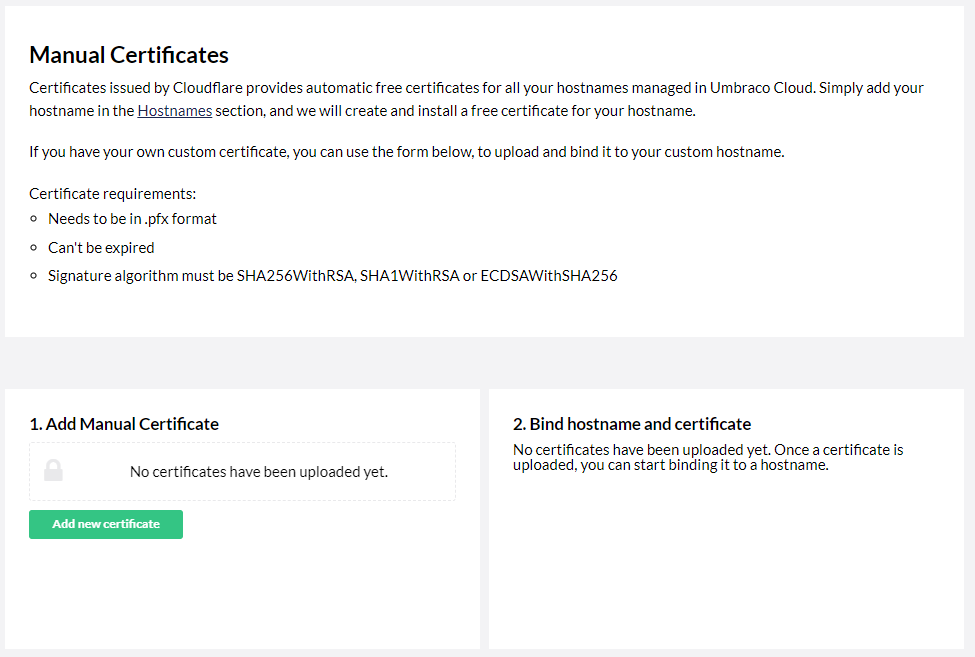 Manual Certificates
Certificates issued by Cloudflare provides automatic free certificates for all your hostnames managed in Umbraco Cloud. Simply add your
hostname in the Hostnames section, and we will create and install a free certificate for your hostname.
If you have your own custom certificate, you can use the form below, to upload and bind it to your custom hostname.
Certificate requirements:
Needs to be in .pfx format
Can't be expired
Signature algorithm must be SHA256WithRSA, SHA1WithRSA or ECDSAWithSHA256
1. Add Manual Certificate
No certificates have been uploaded yet.
Add new certificate
2. Bind hostname and certificate
No certificates have been uploaded yet. Once a certificate is
uploaded, you can start binding it to a hostname.